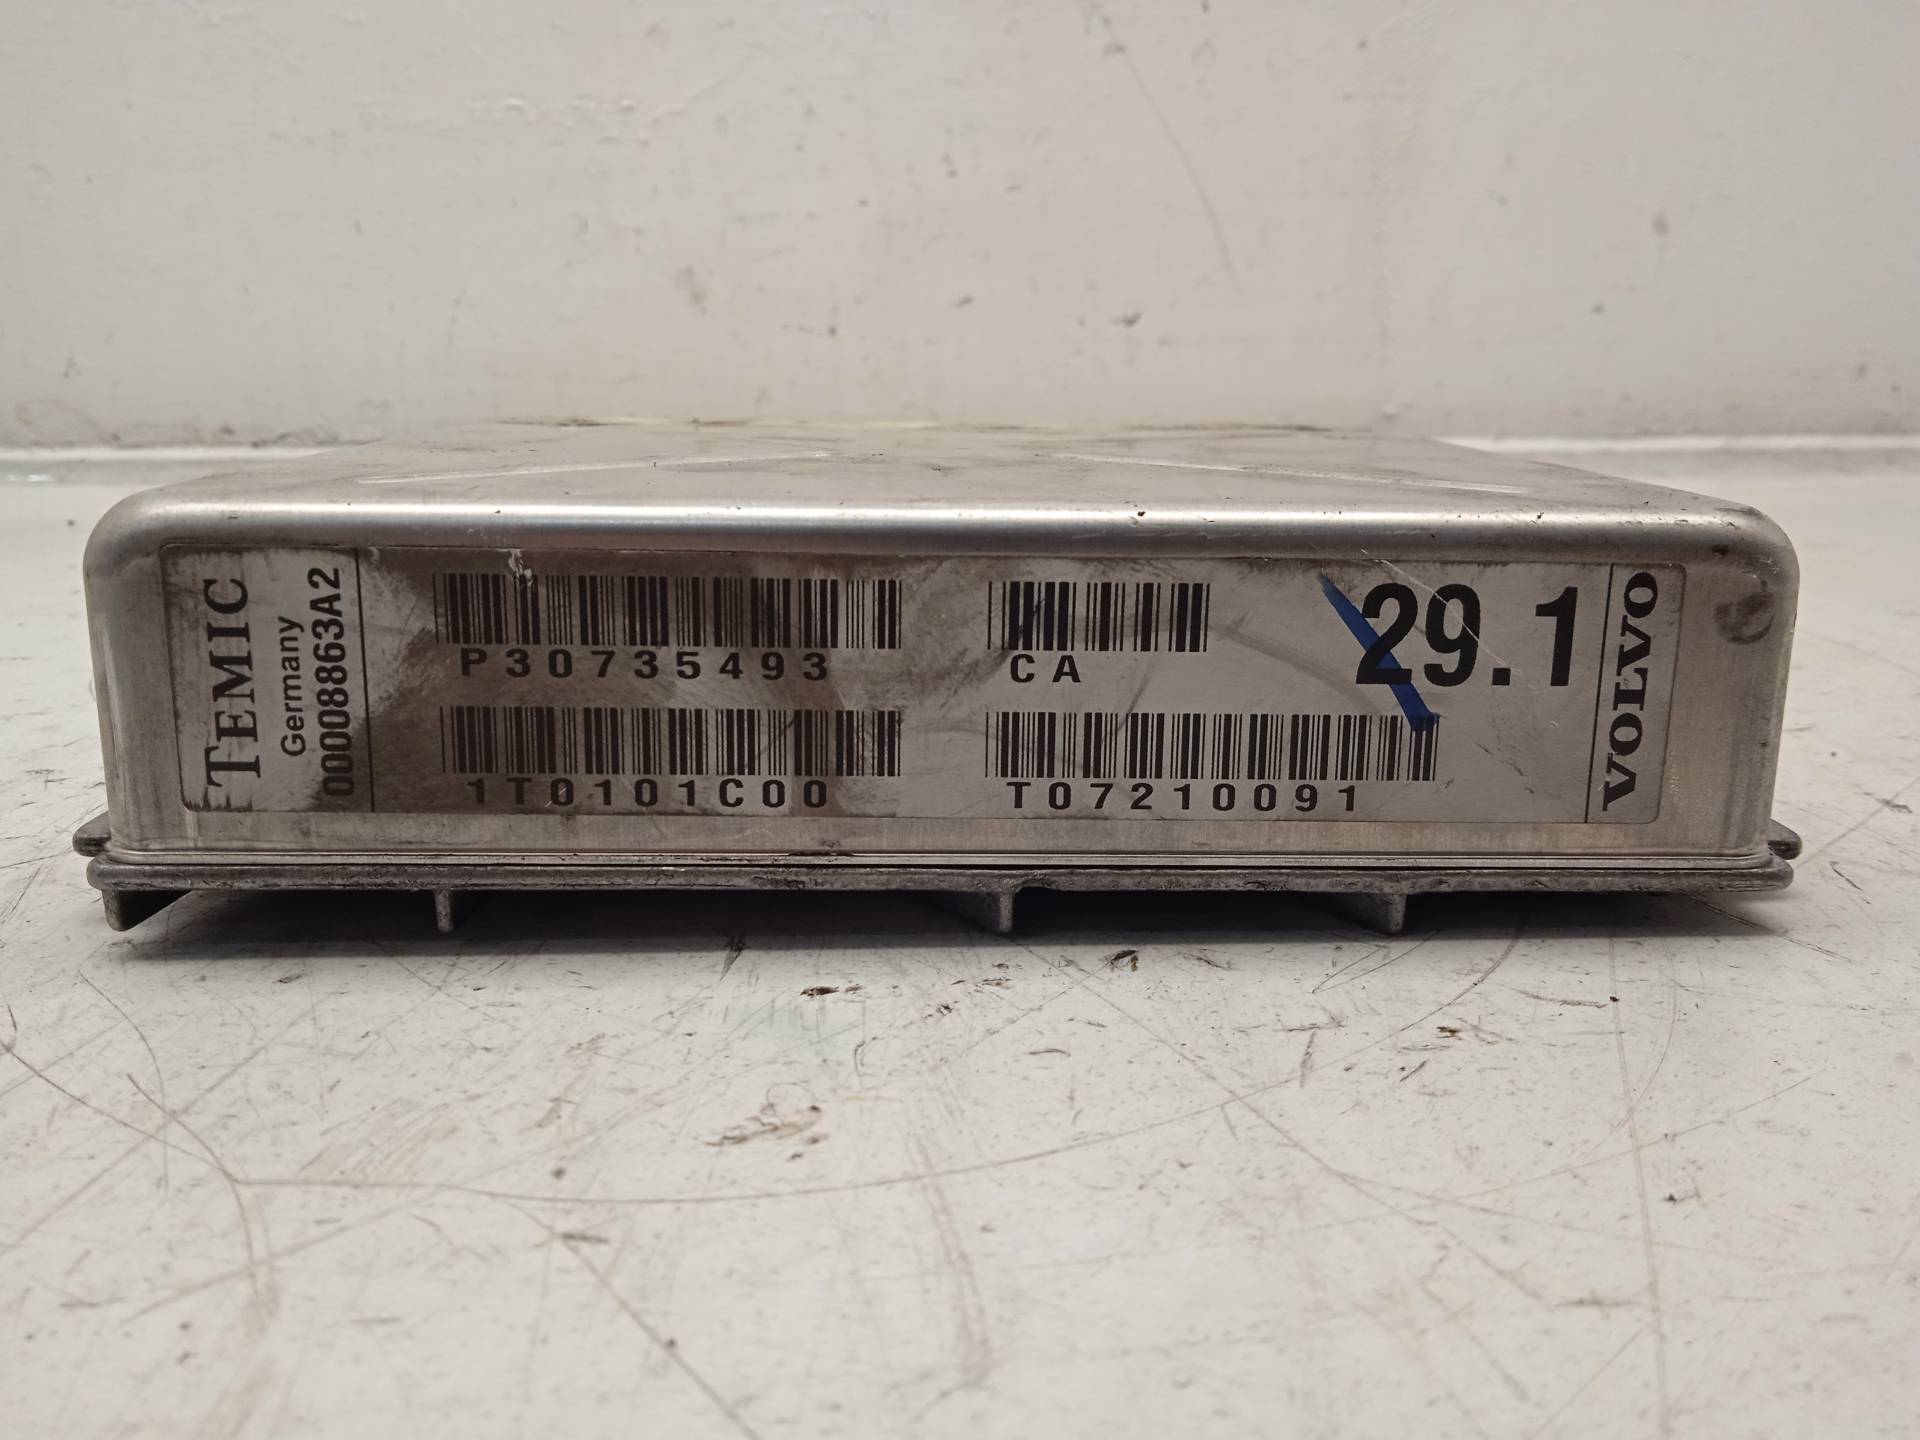 TEMIC
Germany
00008863A2
P30735493
CA
29.1
1T0101C00
T07210091
VOLVO